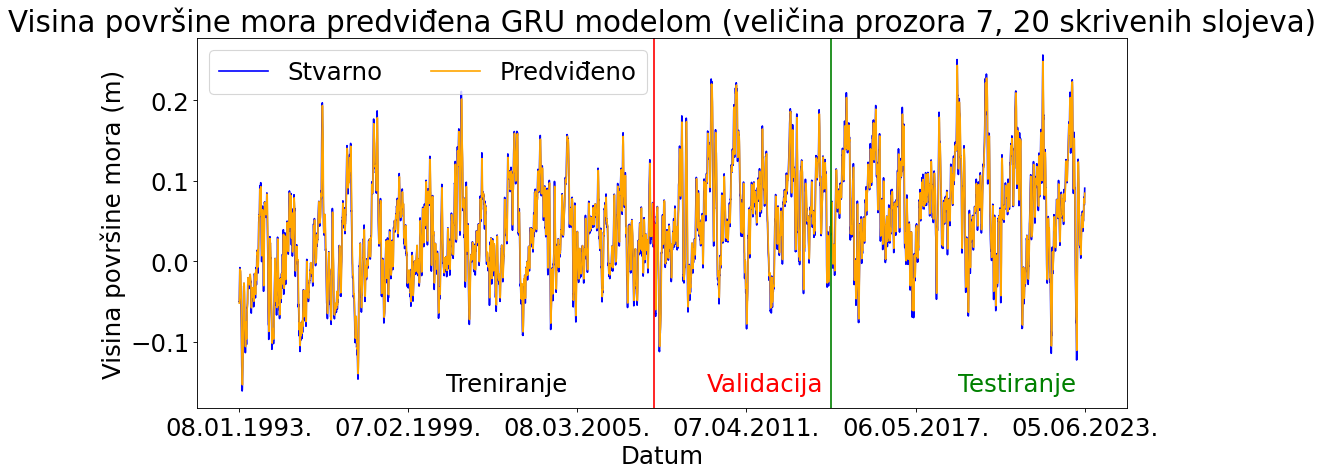 Visina površine mora predviđena GRU modelom (veličina prozora 7, 20 skrivenih slojeva)
Stvarno
Predviđeno
Visina površine mora (m)
0.2
0.1
0.0
−0.1
Treniranje
Validacija
Testiranje
08.01.1993.
07.02.1999.
08.03.2005.
07.04.2011.
06.05.2017.
05.06.2023.
Datum